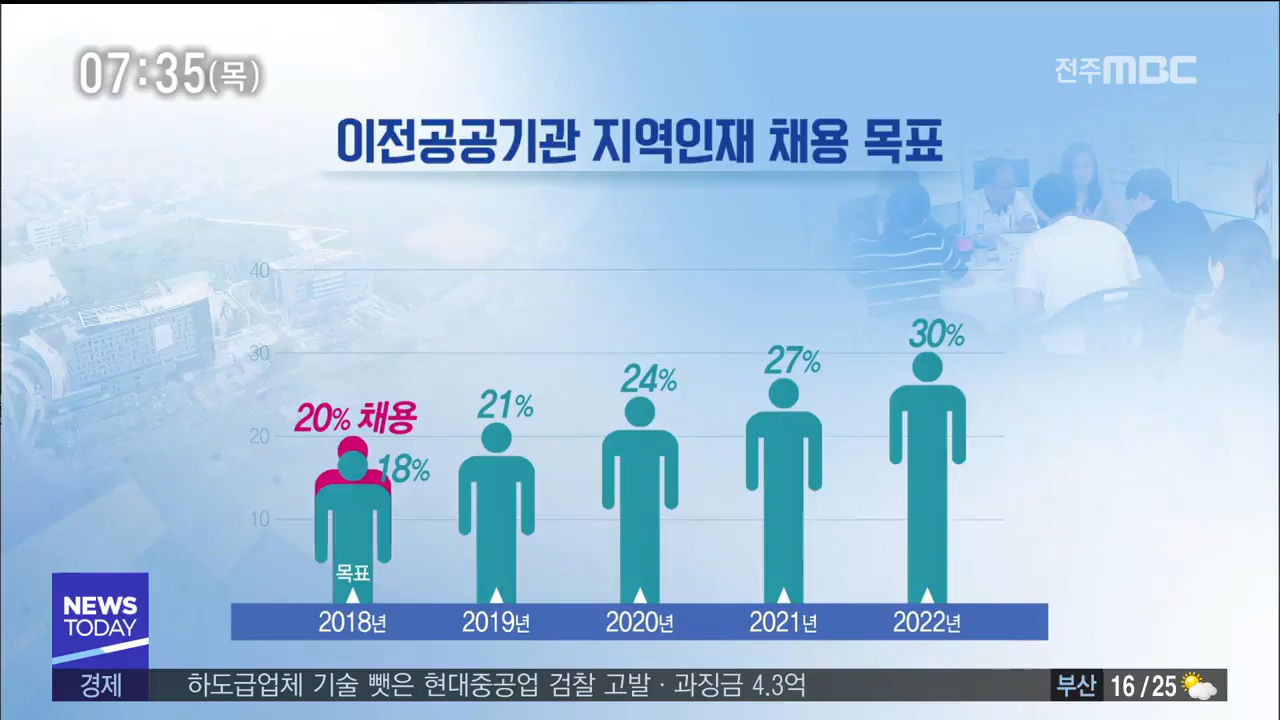 07:35(목)
전주MBC
이전공공기관 지역인재 채용 목표
40
30
20
10
20% 채용
18%
21%
24%
27%
30%
목표
2018년 2019년 2020년 2021년 2022년
NEWS
TODAY
경제
하도급업체 기술 뺏은 현대중공업 검찰 고발·과징금 4.3억
부산 16/25